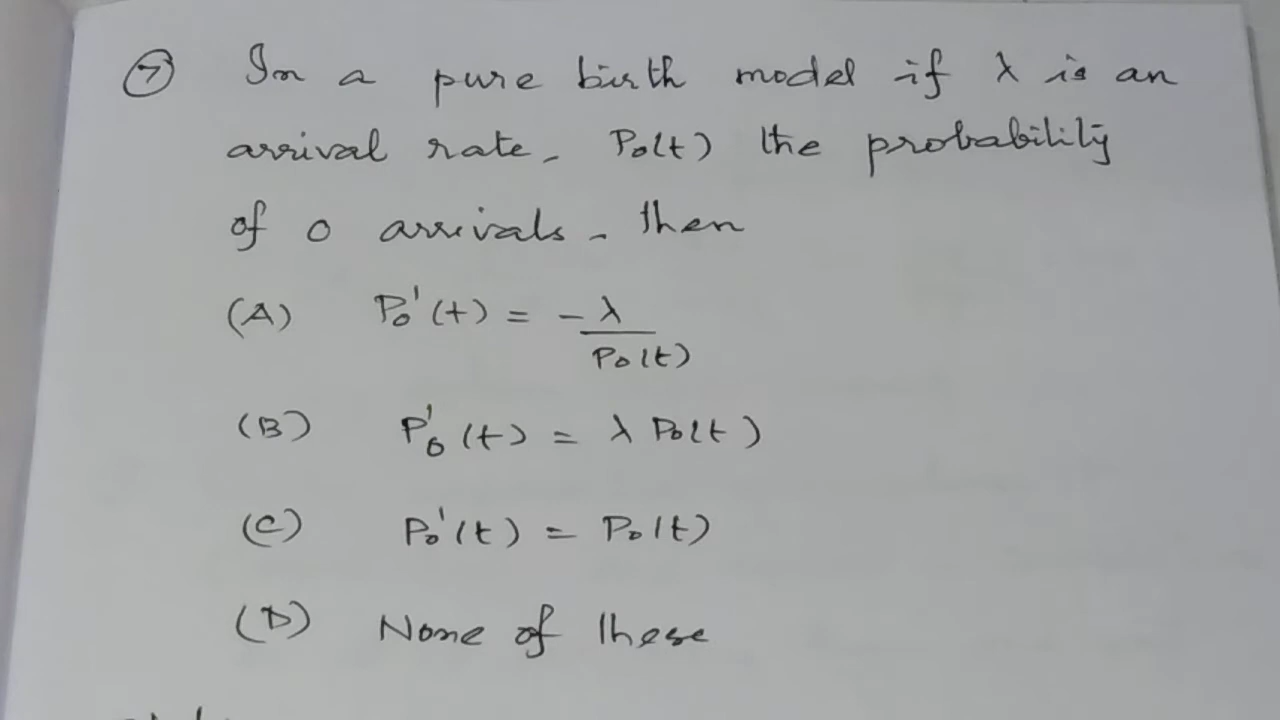 (7) In a pure birth model if λ is an
arrival rate, P₀(t) the probability
of 0 arrivals, then
(A) P₀'(t) = -λ / P₀(t)
(B) P₀'(t) = λ P₀(t)
(C) P₀'(t) = P₀(t)
(D) None of these